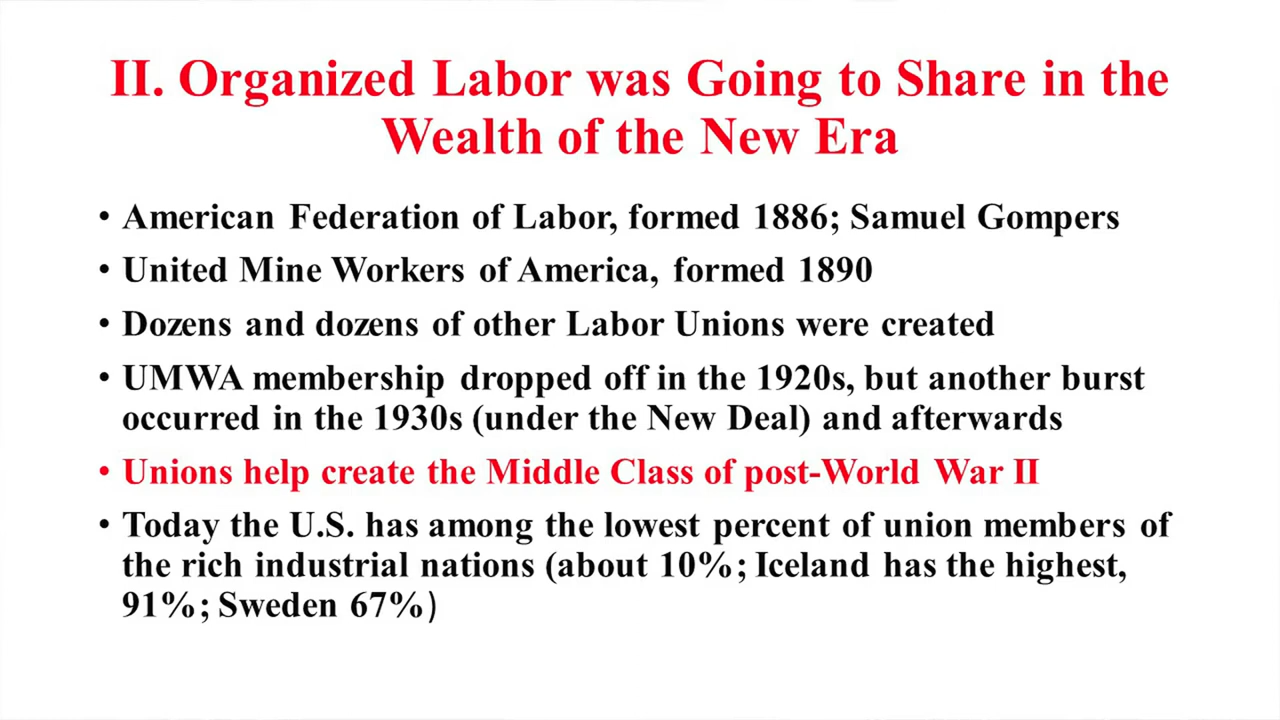 II. Organized Labor was Going to Share in the
Wealth of the New Era
• American Federation of Labor, formed 1886; Samuel Gompers
• United Mine Workers of America, formed 1890
• Dozens and dozens of other Labor Unions were created
• UMWA membership dropped off in the 1920s, but another burst
occurred in the 1930s (under the New Deal) and afterwards
• Unions help create the Middle Class of post-World War II
• Today the U.S. has among the lowest percent of union members of
the rich industrial nations (about 10%; Iceland has the highest,
91%; Sweden 67%)